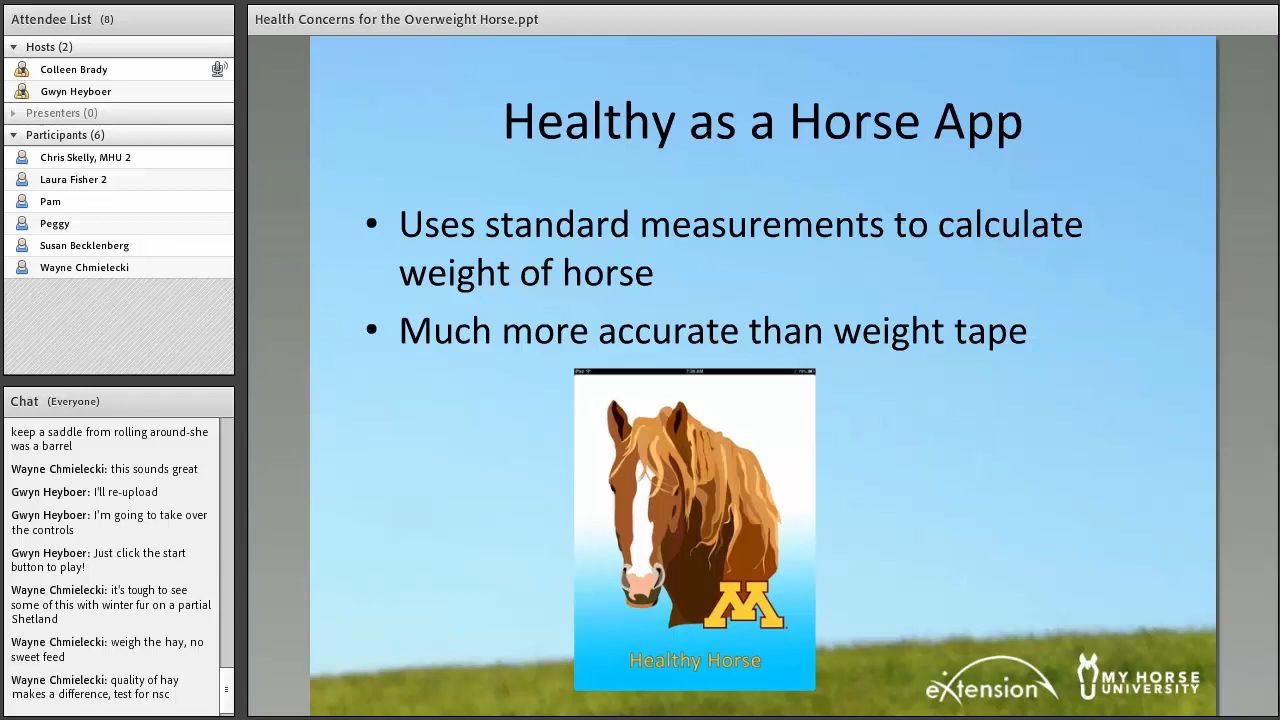 Attendee List (8)
Hosts (2)
Colleen Brady
Gwyn Heyboer
Presenters (0)
Participants (6)
Chris Skelly, MHU 2
Laura Fisher 2
Pam
Peggy
Susan Becklenberg
Wayne Chmielecki
Chat (Everyone)
keep a saddle from rolling around-she
was a barrel
Wayne Chmielecki: this sounds great
Gwyn Heyboer: I'll re-upload
Gwyn Heyboer: I'm going to take over
the controls
Gwyn Heyboer: Just click the start
button to play!
Wayne Chmielecki: it's tough to see
some of this with winter fur on a partial
Shetland
Wayne Chmielecki: weigh the hay, no
sweet feed
Wayne Chmielecki: quality of hay
makes a difference, test for nsc
Health Concerns for the Overweight Horse.ppt
Healthy as a Horse App
• Uses standard measurements to calculate
weight of horse
• Much more accurate than weight tape
M
Healthy Horse
eXtension
MY HORSE
UNIVERSITY